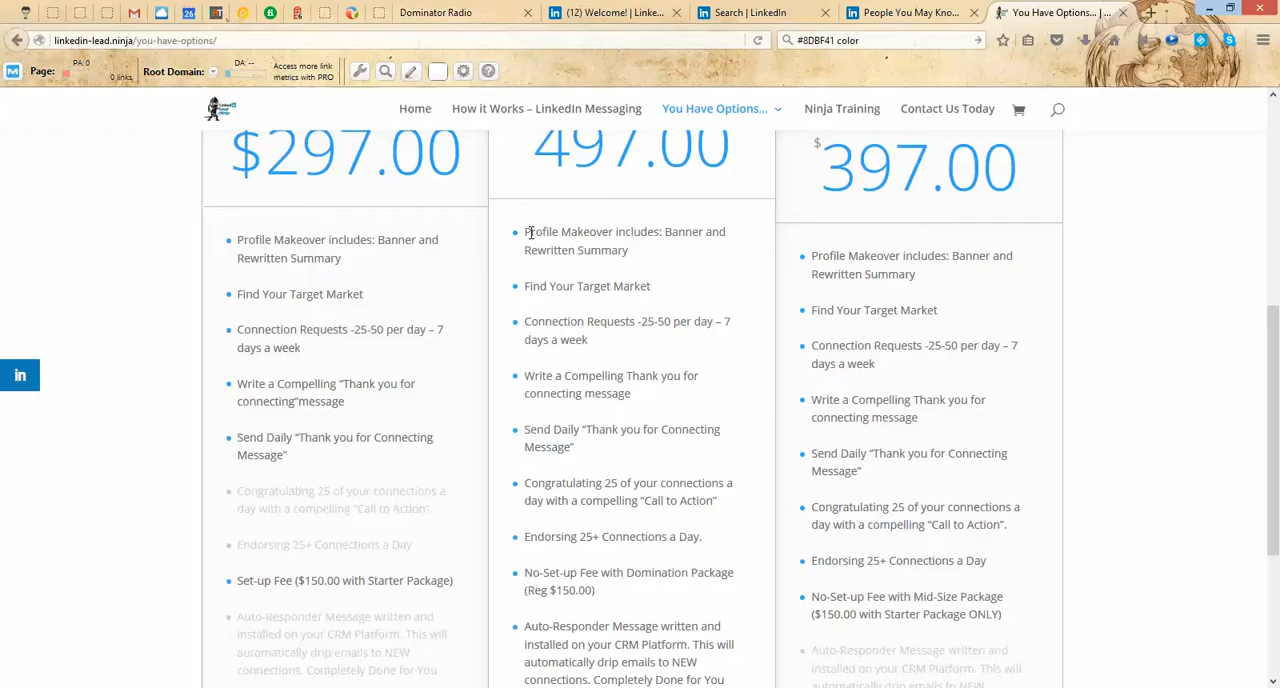 Dominator Radio
(12) Welcome! | Linke...
Search | LinkedIn
People You May Kno...
You Have Options... | ...
linkedin-lead.ninja/you-have-options/
#8DBF41 color
Page:
PA: 0
0 links
Root Domain:
DA: --
Access more link
metrics with PRO
Home
How it Works – LinkedIn Messaging
You Have Options...
Ninja Training
Contact Us Today
$297.00
Profile Makeover includes: Banner and
Rewritten Summary
Find Your Target Market
Connection Requests -25-50 per day – 7
days a week
Write a Compelling "Thank you for
connecting"message
Send Daily "Thank you for Connecting
Message"
Congratulating 25 of your connections a
day with a compelling "Call to Action".
Endorsing 25+ Connections a Day
Set-up Fee ($150.00 with Starter Package)
Auto-Responder Message written and
installed on your CRM Platform. This will
automatically drip emails to NEW
connections. Completely Done for You
497.00
Profile Makeover includes: Banner and
Rewritten Summary
Find Your Target Market
Connection Requests -25-50 per day – 7
days a week
Write a Compelling Thank you for
connecting message
Send Daily "Thank you for Connecting
Message"
Congratulating 25 of your connections a
day with a compelling "Call to Action"
Endorsing 25+ Connections a Day.
No-Set-up Fee with Domination Package
(Reg $150.00)
Auto-Responder Message written and
installed on your CRM Platform. This will
automatically drip emails to NEW
connections. Completely Done for You
$
397.00
Profile Makeover includes: Banner and
Rewritten Summary
Find Your Target Market
Connection Requests -25-50 per day – 7
days a week
Write a Compelling Thank you for
connecting message
Send Daily "Thank you for Connecting
Message"
Congratulating 25 of your connections a
day with a compelling "Call to Action".
Endorsing 25+ Connections a Day
No-Set-up Fee with Mid-Size Package
($150.00 with Starter Package ONLY)
Auto-Responder Message written and
installed on your CRM Platform. This will
automatically drip emails to NEW
in